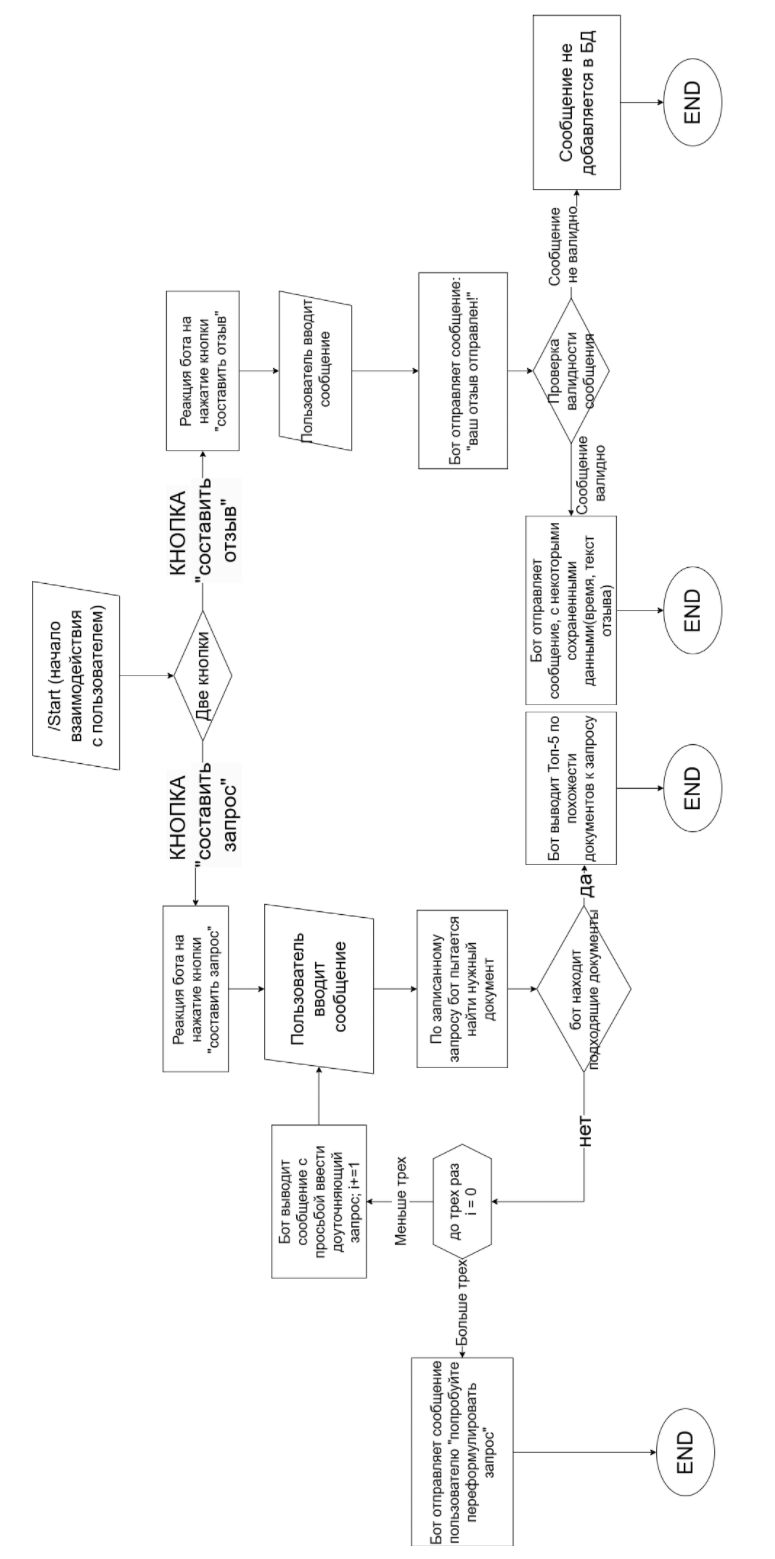 /Start (начало
взаимодействия
с пользователем)
Две кнопки
КНОПКА
"составить
запрос"
КНОПКА
"составить
отзыв"
Реакция бота на
нажатие кнопки
"составить запрос"
Пользователь
вводит
сообщение
По записанному
запросу бот пытается
найти нужный
документ
бот находит
подходящие документы
да
Бот выводит Топ-5 по
похожести
документов к запросу
END
нет
до трех раз
i = 0
Меньше трех
Бот выводит
сообщение с
просьбой ввести
доуточняющий
запрос; i+=1
Больше трех
Бот отправляет сообщение
пользователю "попробуйте
переформулировать
запрос"
END
Реакция бота на
нажатие кнопки
"составить отзыв"
Пользователь вводит
сообщение
Бот отправляет сообщение:
"ваш отзыв отправлен!"
Проверка
валидности
сообщения
Сообщение
валидно
Бот отправляет
сообщение, с некоторыми
сохраненными
данными(время, текст
отзыва)
END
Сообщение
не валидно
Сообщение не
добавляется в БД
END